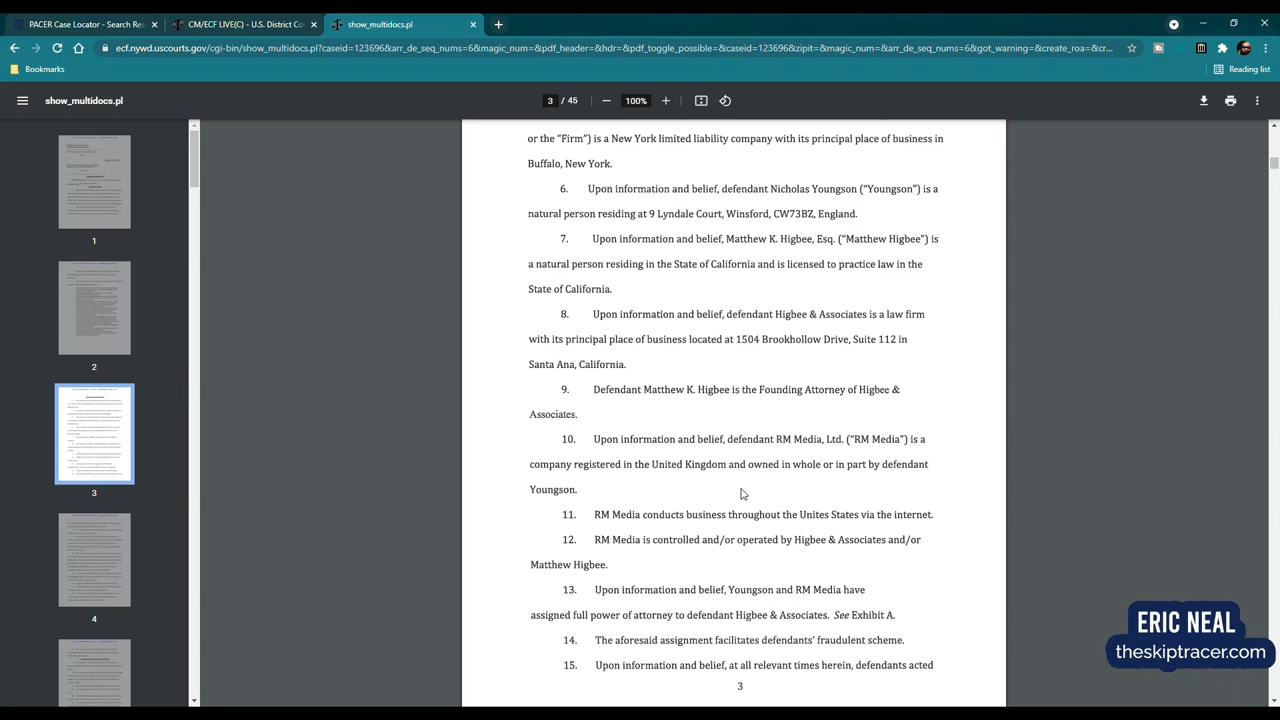 PACER Case Locator - Search Res
CM/ECF LIVE(C) - U.S. District Co
show_multidocs.pl
ecf.nywd.uscourts.gov/cgi-bin/show_multidocs.pl?caseid=123696&arr_de_seq_nums=6&magic_num=&pdf_header=&hdr=&pdf_toggle_possible=&caseid=123696&zipit=&magic_num=&arr_de_seq_nums=6&got_warning=&create_roa=&cr...
Bookmarks
Reading list
show_multidocs.pl
3 / 45
100%
or the “Firm”) is a New York limited liability company with its principal place of business in
Buffalo, New York.
6. Upon information and belief, defendant Nicholas Youngson (“Youngson”) is a
natural person residing at 9 Lyndale Court, Winsford, CW73BZ, England.
7. Upon information and belief, Matthew K. Higbee, Esq. (“Matthew Higbee”) is
a natural person residing in the State of California and is licensed to practice law in the
State of California.
8. Upon information and belief, defendant Higbee & Associates is a law firm
with its principal place of business located at 1504 Brookhollow Drive, Suite 112 in
Santa Ana, California.
9. Defendant Matthew K. Higbee is the Founding Attorney of Higbee &
Associates.
10. Upon information and belief, defendant RM Media, Ltd. (“RM Media”) is a
company registered in the United Kingdom and owned in whole or in part by defendant
Youngson.
11. RM Media conducts business throughout the Unites States via the internet.
12. RM Media is controlled and/or operated by Higbee & Associates and/or
Matthew Higbee.
13. Upon information and belief, Youngson and RM Media have
assigned full power of attorney to defendant Higbee & Associates. See Exhibit A.
14. The aforesaid assignment facilitates defendants’ fraudulent scheme.
15. Upon information and belief, at all relevant times herein, defendants acted
3
1
2
3
4
ERIC NEAL
theskiptracer.com